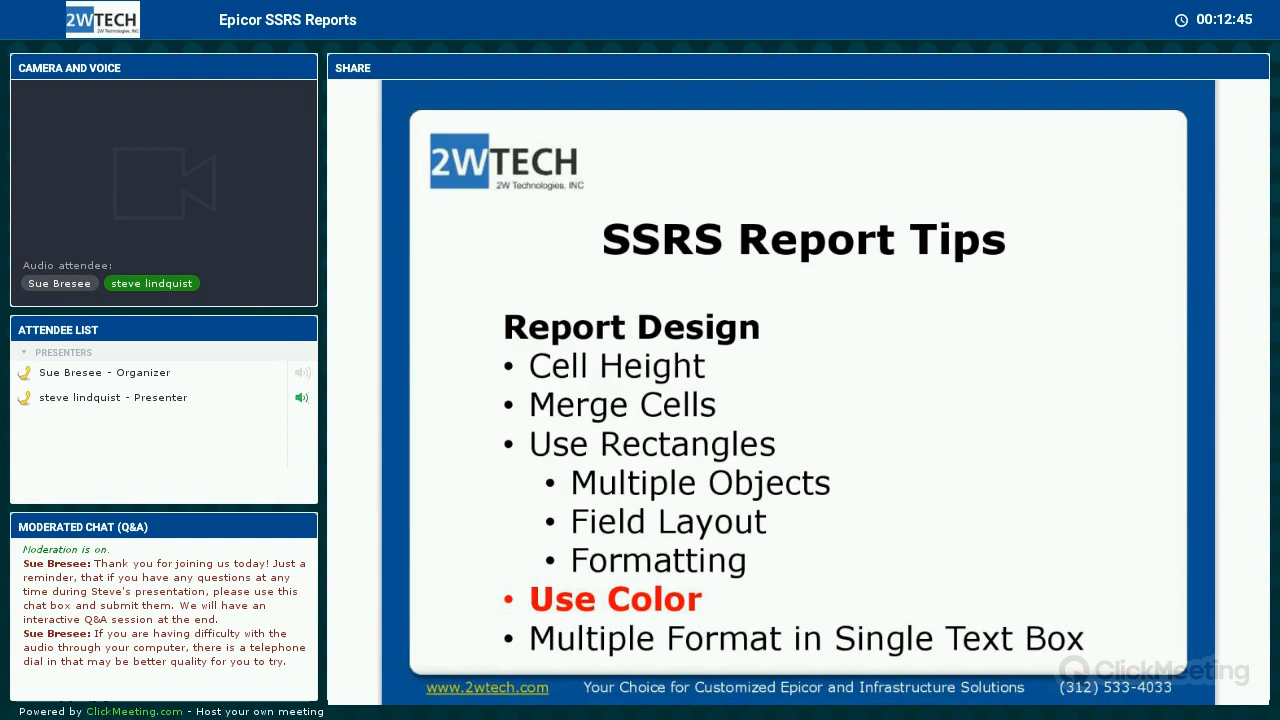 2WTECH
2W Technologies, INC
Epicor SSRS Reports
00:12:45
CAMERA AND VOICE
Audio attendee:
Sue Bresee
steve lindquist
ATTENDEE LIST
PRESENTERS
Sue Bresee - Organizer
steve lindquist - Presenter
MODERATED CHAT (Q&A)
Moderation is on.
Sue Bresee: Thank you for joining us today! Just a
reminder, that if you have any questions at any
time during Steve's presentation, please use this
chat box and submit them. We will have an
interactive Q&A session at the end.
Sue Bresee: If you are having difficulty with the
audio through your computer, there is a telephone
dial in that may be better quality for you to try.
SHARE
2WTECH
2W Technologies, INC
SSRS Report Tips
Report Design
• Cell Height
• Merge Cells
• Use Rectangles
• Multiple Objects
• Field Layout
• Formatting
• Use Color
• Multiple Format in Single Text Box
ClickMeeting
www.2wtech.com Your Choice for Customized Epicor and Infrastructure Solutions (312) 533-4033
Powered by ClickMeeting.com - Host your own meeting